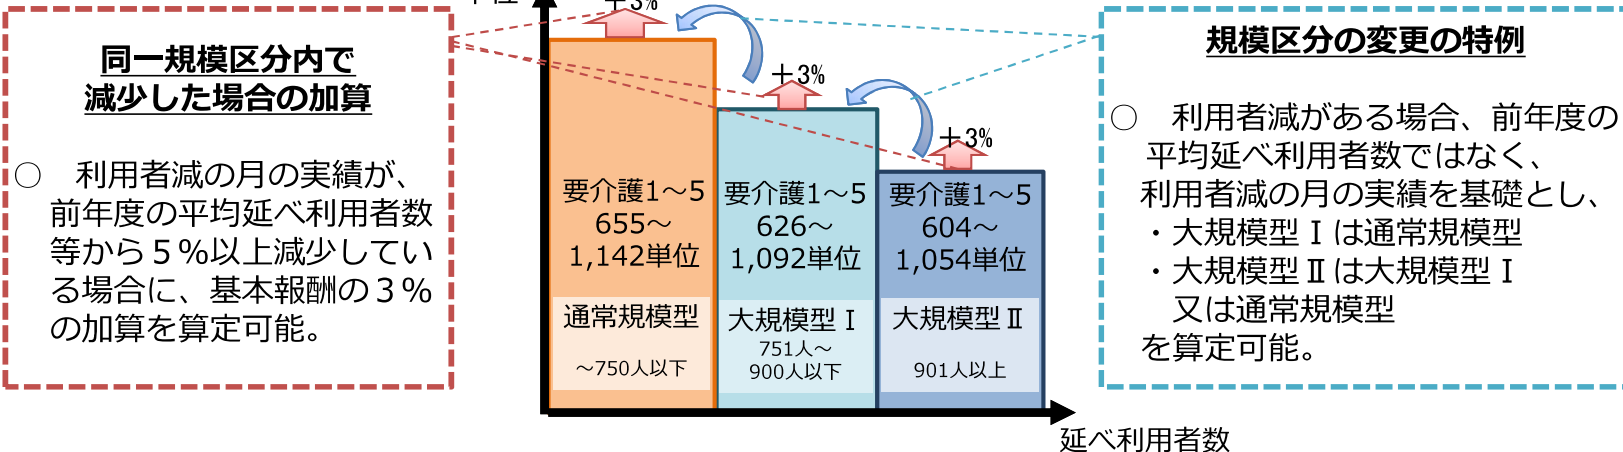 同一規模区分内で
減少した場合の加算
○　利用者減の月の実績が、
前年度の平均延べ利用者数
等から５％以上減少してい
る場合に、基本報酬の３％
の加算を算定可能。
＋3%
＋3%
＋3%
要介護1～5
655～
1,142単位
通常規模型
～750人以下
要介護1～5
626～
1,092単位
大規模型Ⅰ
751人～
900人以下
要介護1～5
604～
1,054単位
大規模型Ⅱ
901人以上
延べ利用者数
規模区分の変更の特例
○　利用者減がある場合、前年度の
平均延べ利用者数ではなく、
利用者減の月の実績を基礎とし、
・大規模型Ⅰは通常規模型
・大規模型Ⅱは大規模型Ⅰ
又は通常規模型
を算定可能。